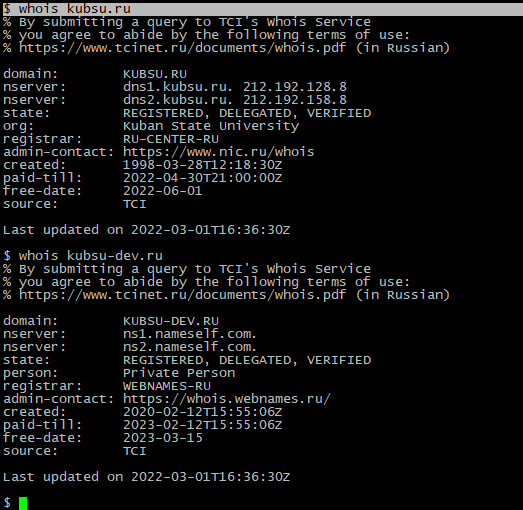 $ whois kubsu.ru
% By submitting a query to TCI's Whois Service
% you agree to abide by the following terms of use:
% https://www.tcinet.ru/documents/whois.pdf (in Russian)
domain: KUBSU.RU
nserver: dns1.kubsu.ru. 212.192.128.8
nserver: dns2.kubsu.ru. 212.192.158.8
state: REGISTERED, DELEGATED, VERIFIED
org: Kuban State University
registrar: RU-CENTER-RU
admin-contact: https://www.nic.ru/whois
created: 1998-03-28T12:18:30Z
paid-till: 2022-04-30T21:00:00Z
free-date: 2022-06-01
source: TCI
Last updated on 2022-03-01T16:36:30Z
$ whois kubsu-dev.ru
% By submitting a query to TCI's Whois Service
% you agree to abide by the following terms of use:
% https://www.tcinet.ru/documents/whois.pdf (in Russian)
domain: KUBSU-DEV.RU
nserver: ns1.nameself.com.
nserver: ns2.nameself.com.
state: REGISTERED, DELEGATED, VERIFIED
person: Private Person
registrar: WEBNAMES-RU
admin-contact: https://whois.webnames.ru/
created: 2020-02-12T15:55:06Z
paid-till: 2023-02-12T15:55:06Z
free-date: 2023-03-15
source: TCI
Last updated on 2022-03-01T16:36:30Z
$